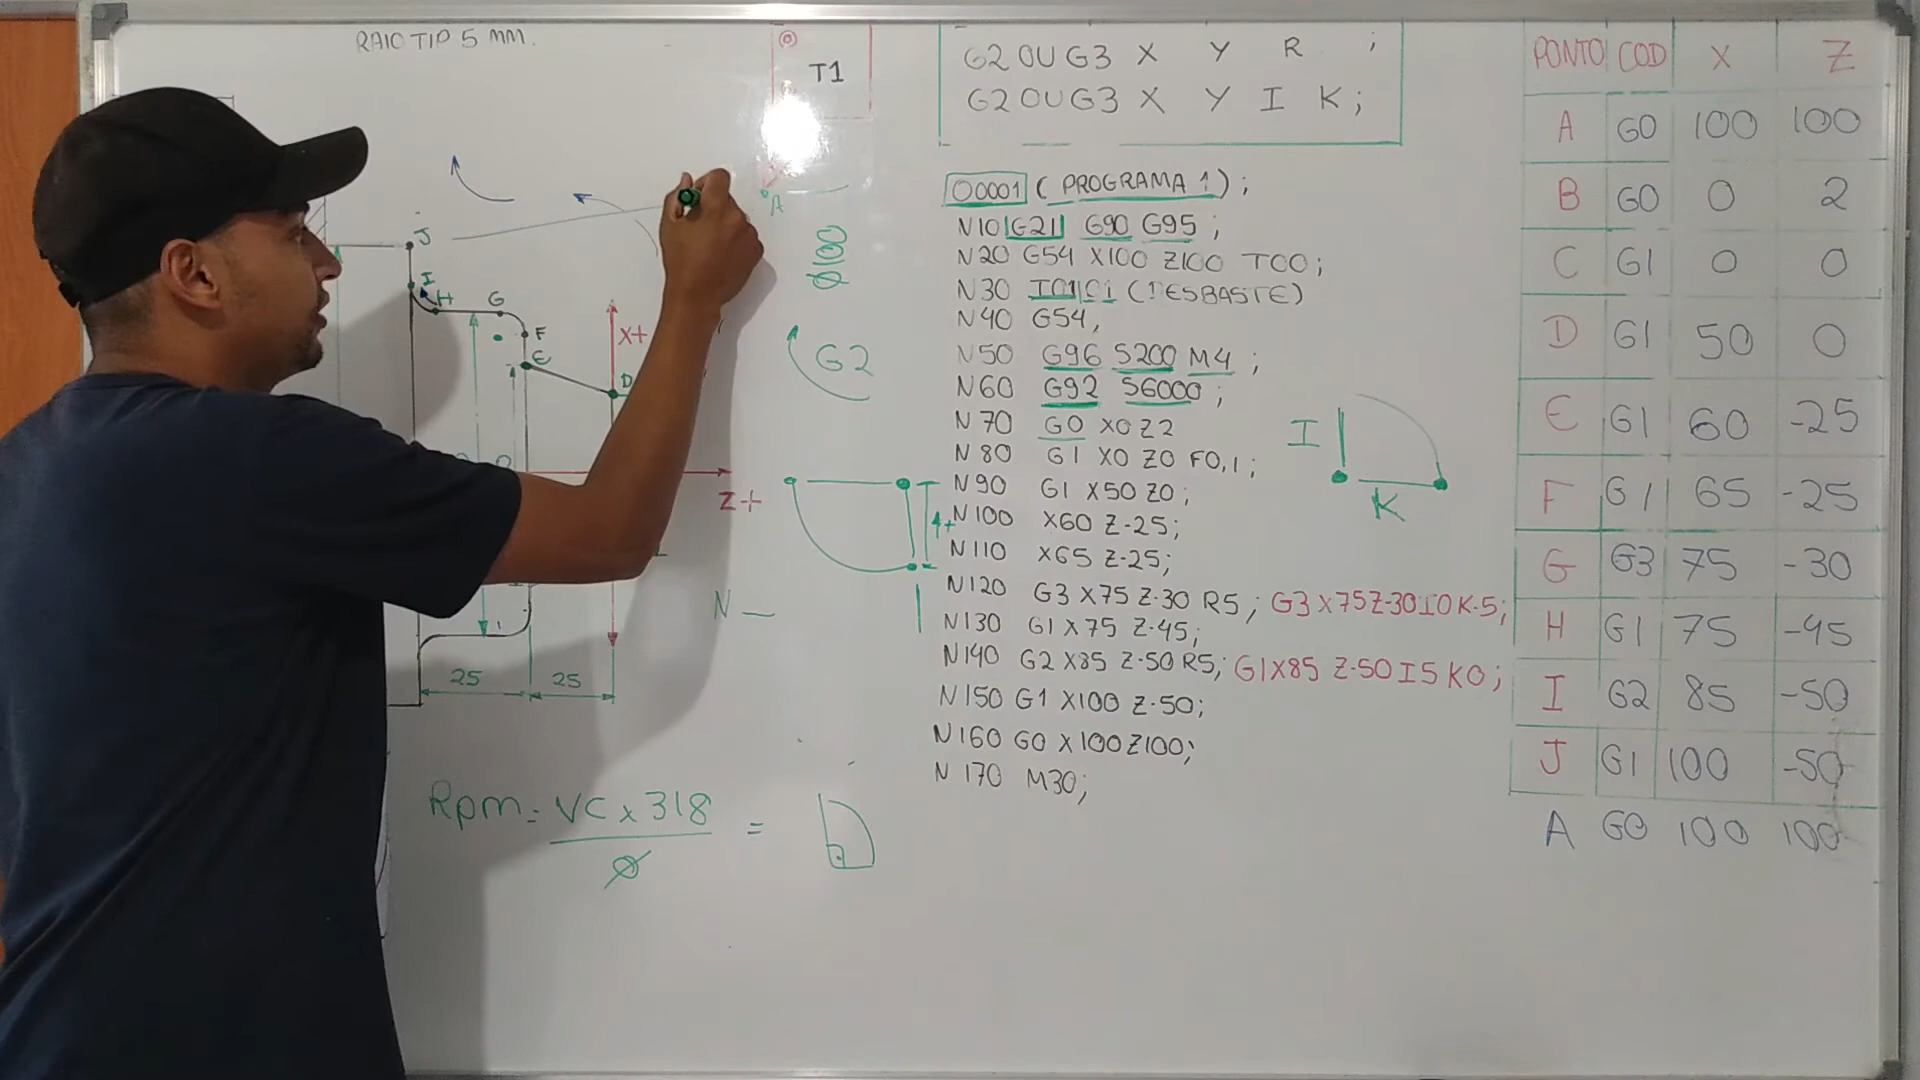 RAIO TIP 5 MM.
T1
A
J
I
H
G
F
E
D
X+
Z+
Ø100
G2
I
K
N —
25
25
Rpm = VC x 318
Ø
=
G2 OU G3 X Y R ;
G2 OU G3 X Y I K;
O0001 ( PROGRAMA 1 ) ;
N10 G21 G90 G95 ;
N20 G54 X100 Z100 T00;
N30 T0101 (DESBASTE)
N40 G54,
N50 G96 S200 M4 ;
N60 G92 S6000 ;
N70 G0 X0 Z2
N80 G1 X0 Z0 F0,1;
N90 G1 X50 Z0;
N100 X60 Z-25;
N110 X65 Z-25;
N120 G3 X75 Z-30 R5; G3 X75 Z-30 I0 K-5;
N130 G1 X75 Z-45;
N140 G2 X85 Z-50 R5; G1X85 Z-50 I5 K0;
N150 G1 X100 Z-50;
N160 G0 X100 Z100;
N170 M30;
PONTO COD X Z
A G0 100 100
B G0 0 2
C G1 0 0
D G1 50 0
E G1 60 -25
F G1 65 -25
G G3 75 -30
H G1 75 -45
I G2 85 -50
J G1 100 -50
A G0 100 100